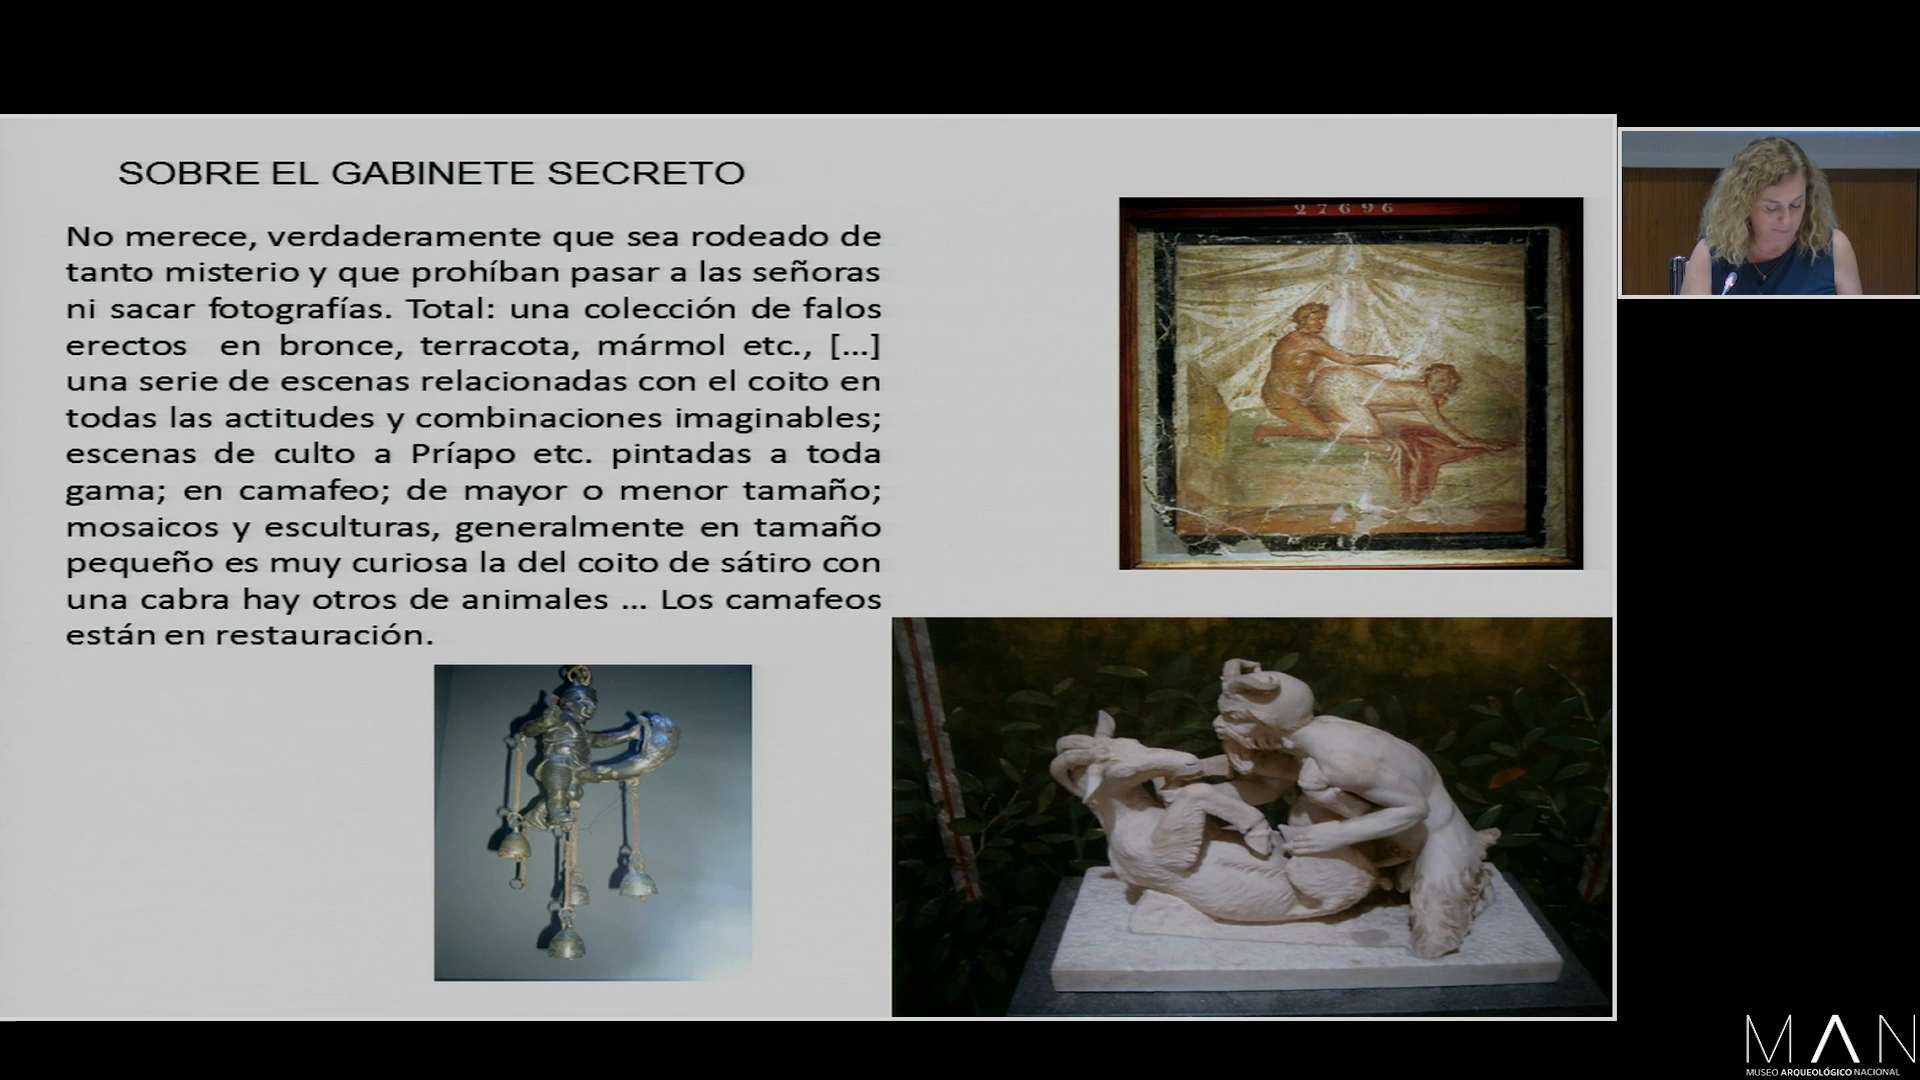 SOBRE EL GABINETE SECRETO
No merece, verdaderamente que sea rodeado de
tanto misterio y que prohíban pasar a las señoras
ni sacar fotografías. Total: una colección de falos
erectos en bronce, terracota, mármol etc., [...]
una serie de escenas relacionadas con el coito en
todas las actitudes y combinaciones imaginables;
escenas de culto a Príapo etc. pintadas a toda
gama; en camafeo; de mayor o menor tamaño;
mosaicos y esculturas, generalmente en tamaño
pequeño es muy curiosa la del coito de sátiro con
una cabra hay otros de animales ... Los camafeos
están en restauración.
27696
MAN
MUSEO ARQUEOLÓGICO NACIONAL